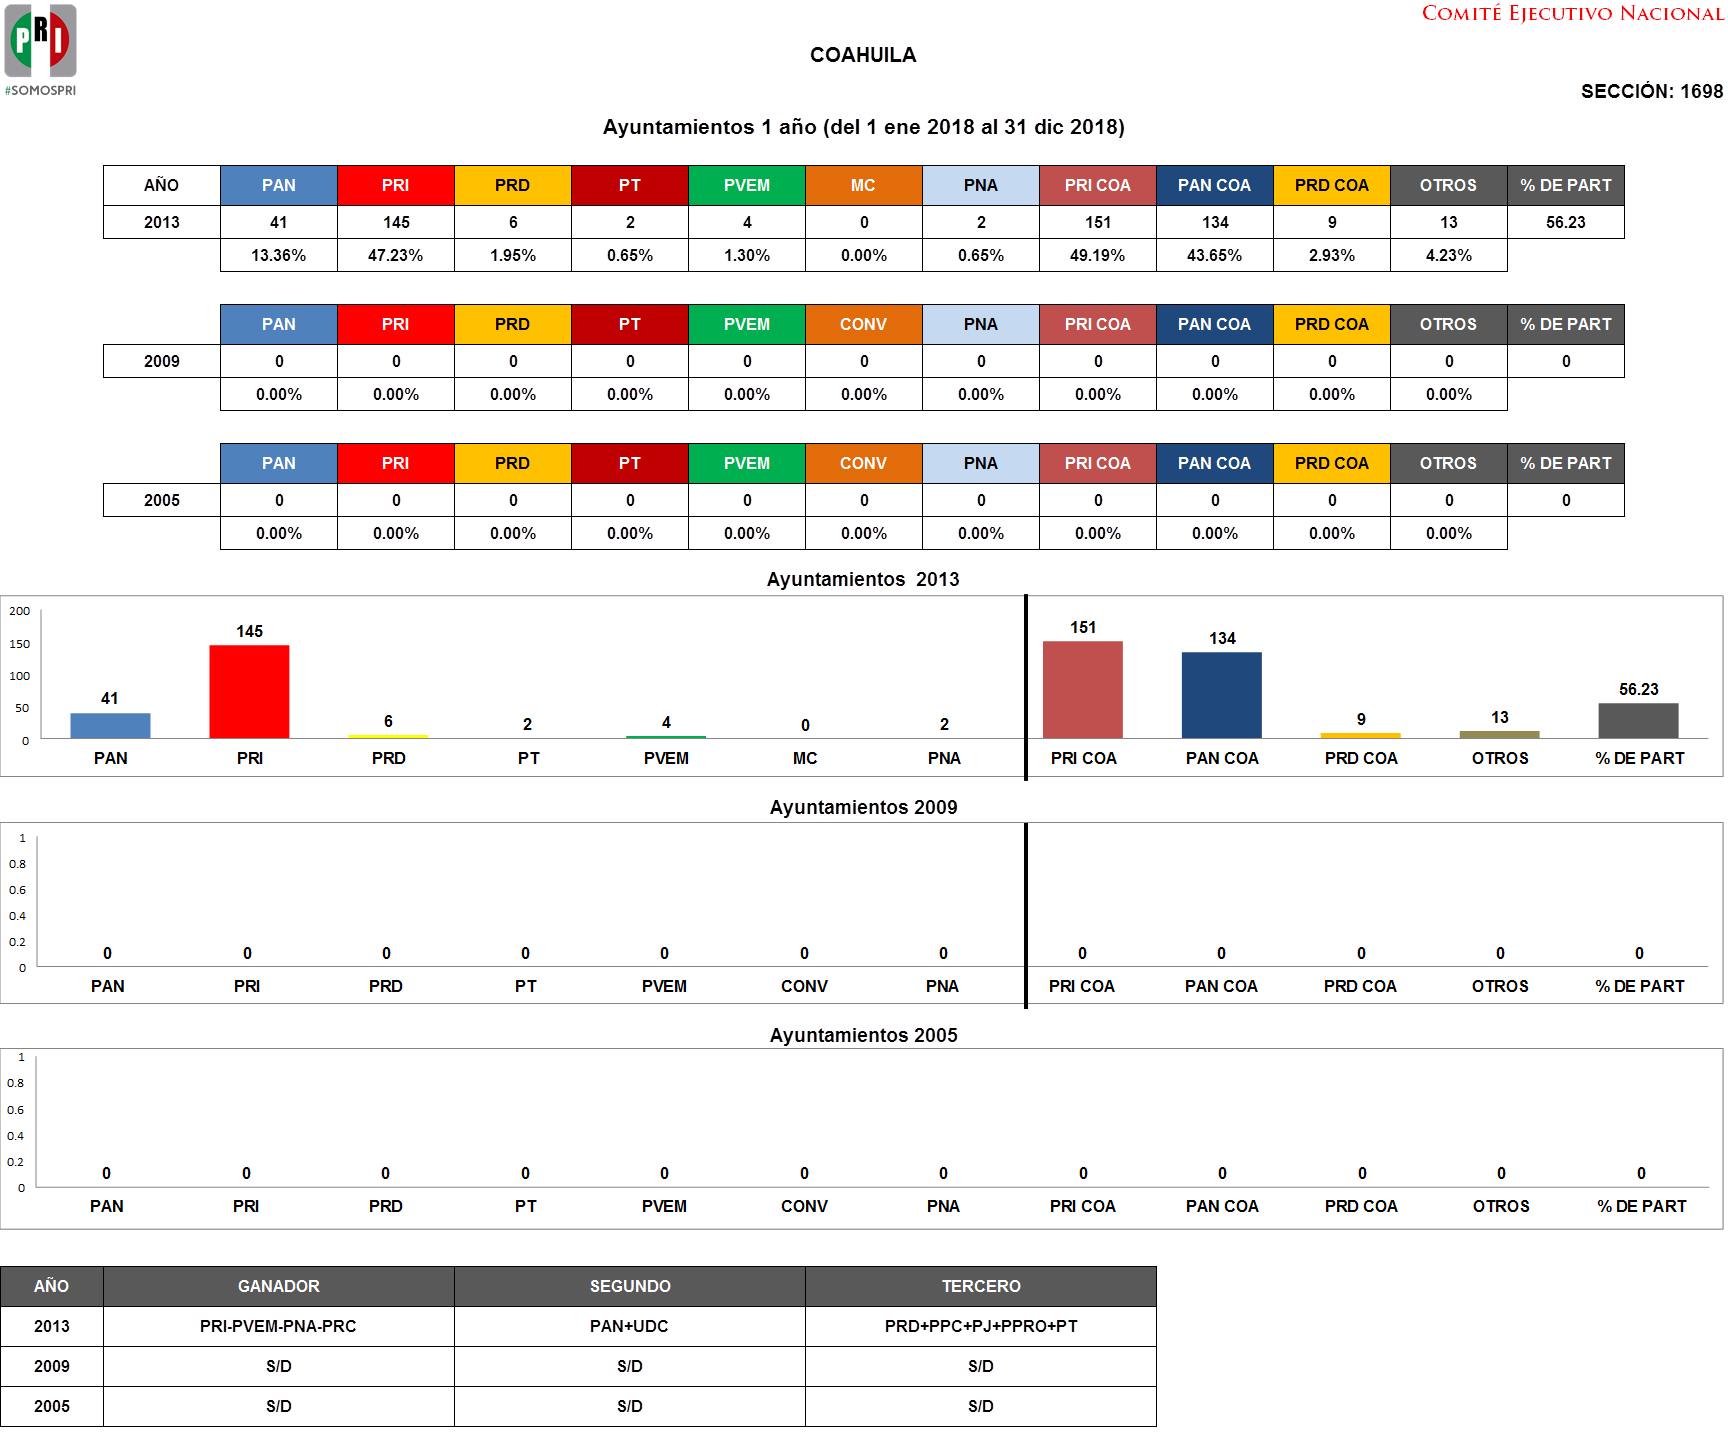 COMITÉ EJECUTIVO NACIONAL
PRI
#SOMOSPRI
COAHUILA
SECCIÓN: 1698
Ayuntamientos 1 año (del 1 ene 2018 al 31 dic 2018)
AÑO PAN PRI PRD PT PVEM MC PNA PRI COA PAN COA PRD COA OTROS % DE PART
2013 41 145 6 2 4 0 2 151 134 9 13 56.23
13.36% 47.23% 1.95% 0.65% 1.30% 0.00% 0.65% 49.19% 43.65% 2.93% 4.23%
PAN PRI PRD PT PVEM CONV PNA PRI COA PAN COA PRD COA OTROS % DE PART
2009 0 0 0 0 0 0 0 0 0 0 0 0
0.00% 0.00% 0.00% 0.00% 0.00% 0.00% 0.00% 0.00% 0.00% 0.00% 0.00%
PAN PRI PRD PT PVEM CONV PNA PRI COA PAN COA PRD COA OTROS % DE PART
2005 0 0 0 0 0 0 0 0 0 0 0 0
0.00% 0.00% 0.00% 0.00% 0.00% 0.00% 0.00% 0.00% 0.00% 0.00% 0.00%
Ayuntamientos 2013
200
150
100
50
0
41 145 6 2 4 0 2 151 134 9 13 56.23
PAN PRI PRD PT PVEM MC PNA PRI COA PAN COA PRD COA OTROS % DE PART
Ayuntamientos 2009
1
0.8
0.6
0.4
0.2
0
0 0 0 0 0 0 0 0 0 0 0 0
PAN PRI PRD PT PVEM CONV PNA PRI COA PAN COA PRD COA OTROS % DE PART
Ayuntamientos 2005
1
0.8
0.6
0.4
0.2
0
0 0 0 0 0 0 0 0 0 0 0 0
PAN PRI PRD PT PVEM CONV PNA PRI COA PAN COA PRD COA OTROS % DE PART
AÑO GANADOR SEGUNDO TERCERO
2013 PRI-PVEM-PNA-PRC PAN+UDC PRD+PPC+PJ+PPRO+PT
2009 S/D S/D S/D
2005 S/D S/D S/D